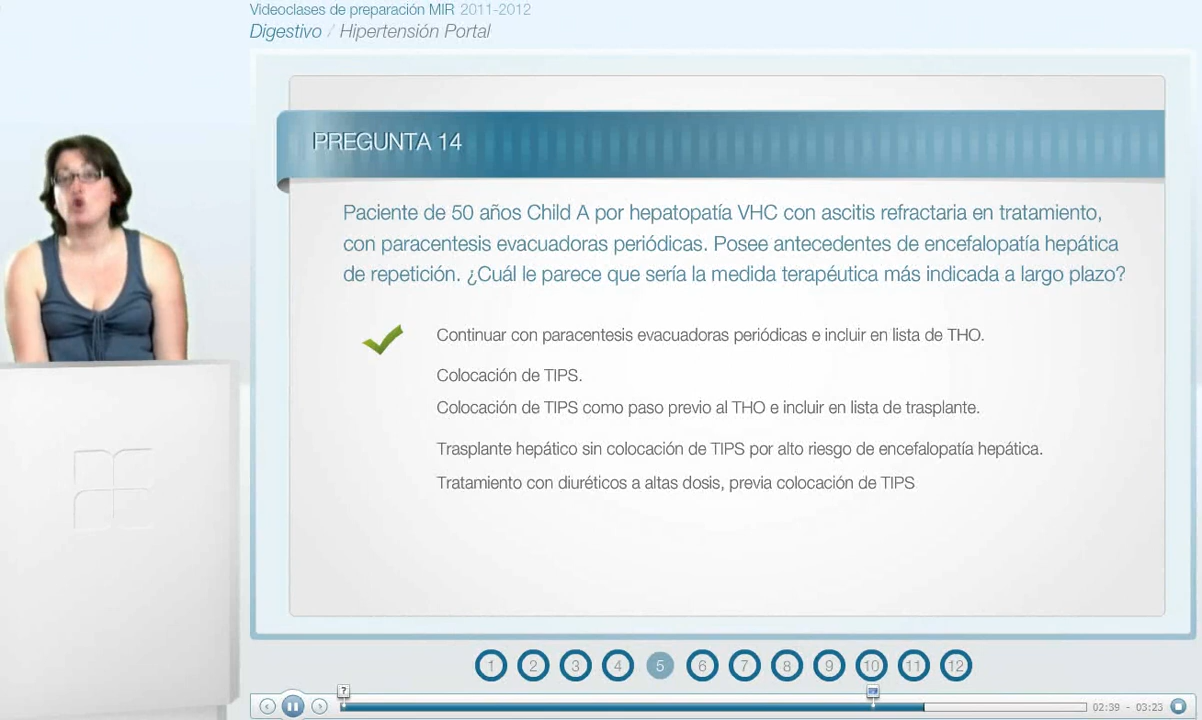 Videoclases de preparación MIR 2011-2012
Digestivo / Hipertensión Portal
PREGUNTA 14
Paciente de 50 años Child A por hepatopatía VHC con ascitis refractaria en tratamiento,
con paracentesis evacuadoras periódicas. Posee antecedentes de encefalopatía hepática
de repetición. ¿Cuál le parece que sería la medida terapéutica más indicada a largo plazo?
Continuar con paracentesis evacuadoras periódicas e incluir en lista de THO.
Colocación de TIPS.
Colocación de TIPS como paso previo al THO e incluir en lista de trasplante.
Trasplante hepático sin colocación de TIPS por alto riesgo de encefalopatía hepática.
Tratamiento con diuréticos a altas dosis, previa colocación de TIPS
1 2 3 4 5 6 7 8 9 10 11 12
?
02:39 - 03:23